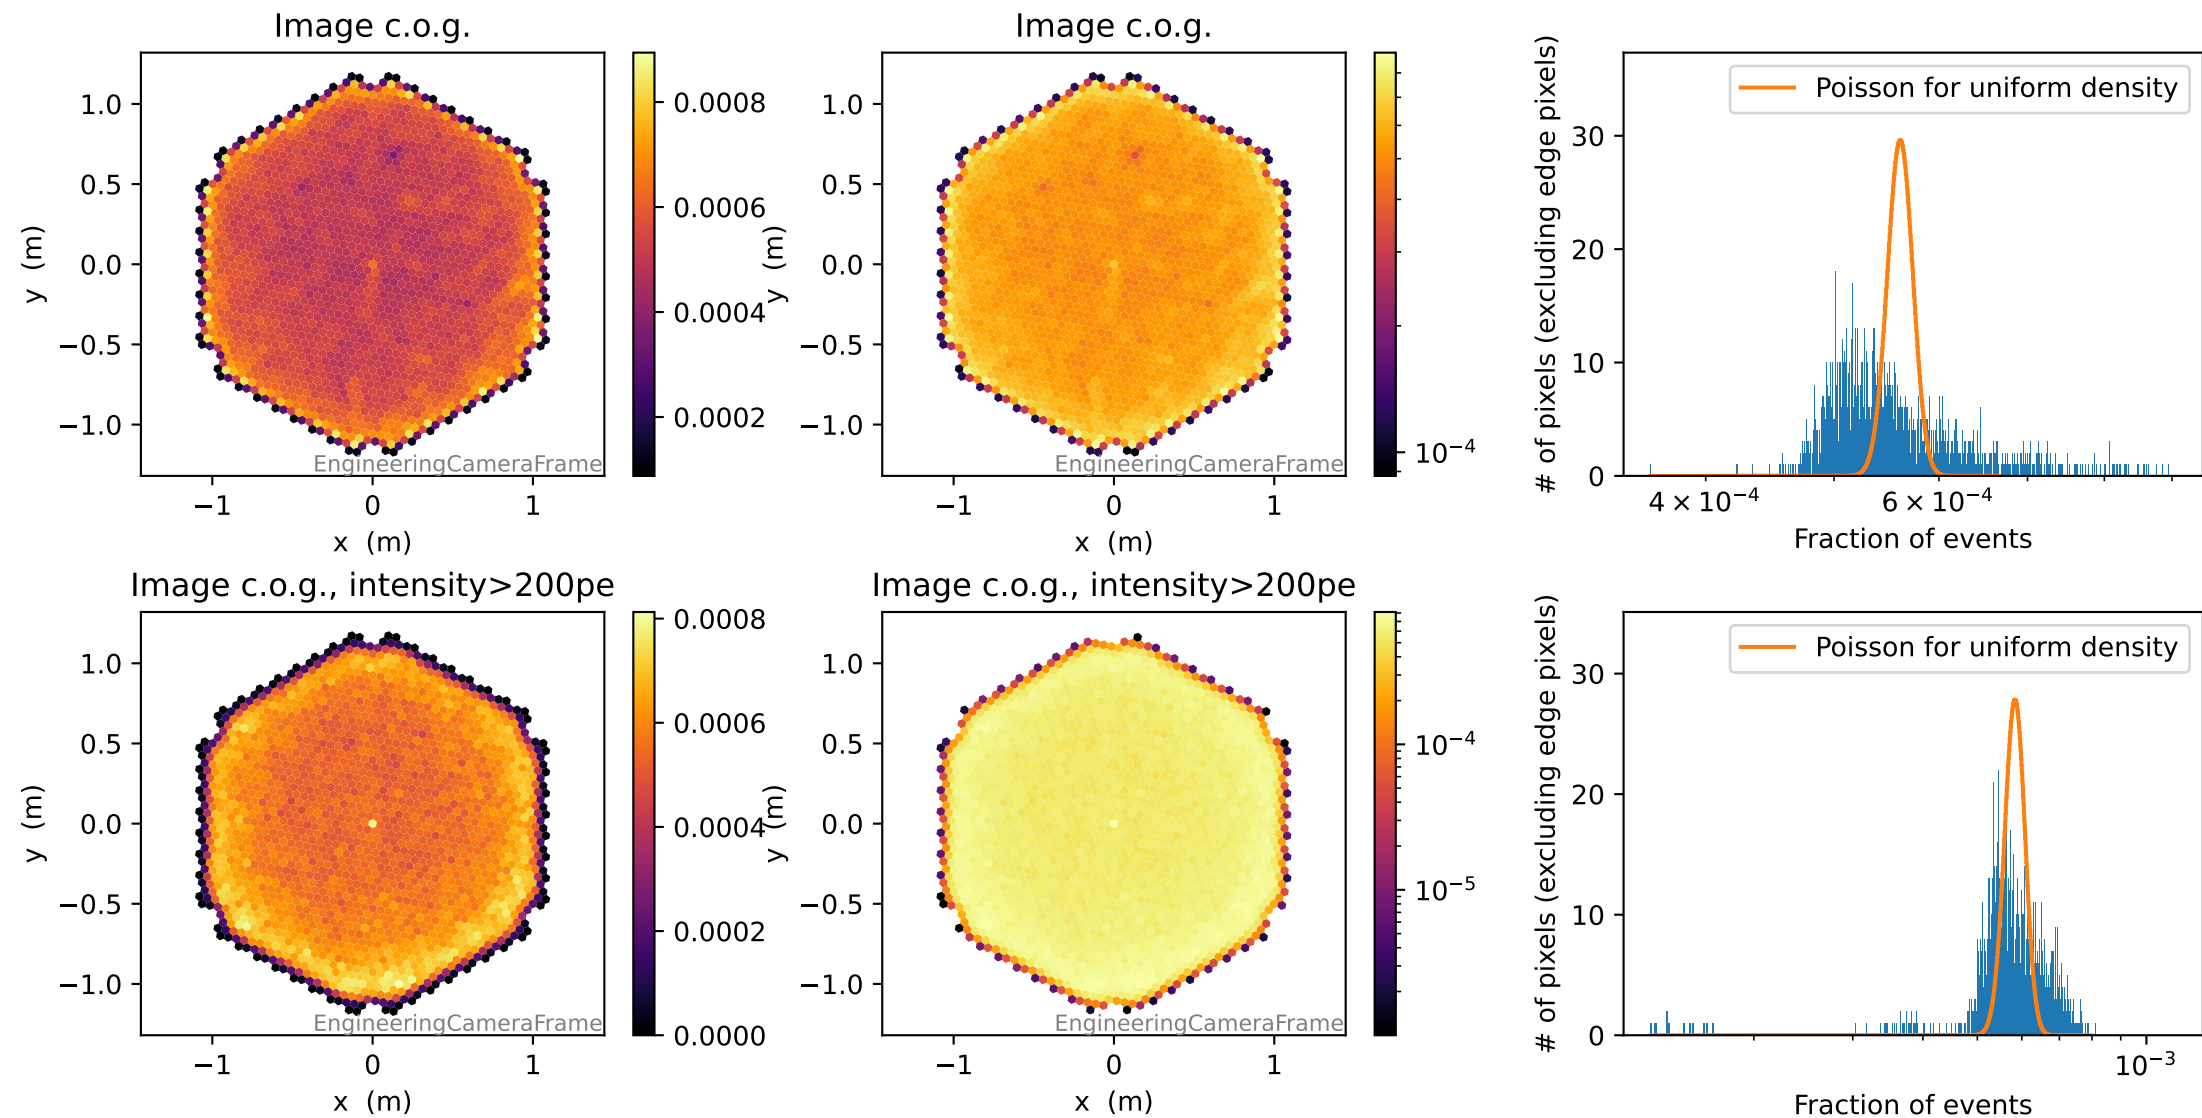 Image c.o.g.
1.0
0.5
0.0
−0.5
−1.0
y (m)
−1
0
1
x (m)
EngineeringCameraFrame
0.0008
0.0006
0.0004
0.0002
Image c.o.g.
1.0
0.5
0.0
−0.5
−1.0
y (m)
−1
0
1
x (m)
EngineeringCameraFrame
10⁻⁴
# of pixels (excluding edge pixels)
30
20
10
0
Poisson for uniform density
4 × 10⁻⁴
6 × 10⁻⁴
Fraction of events
Image c.o.g., intensity>200pe
1.0
0.5
0.0
−0.5
−1.0
y (m)
−1
0
1
x (m)
EngineeringCameraFrame
0.0008
0.0006
0.0004
0.0002
0.0000
Image c.o.g., intensity>200pe
1.0
0.5
0.0
−0.5
−1.0
y (m)
−1
0
1
x (m)
EngineeringCameraFrame
10⁻⁴
10⁻⁵
# of pixels (excluding edge pixels)
30
20
10
0
Poisson for uniform density
10⁻³
Fraction of events